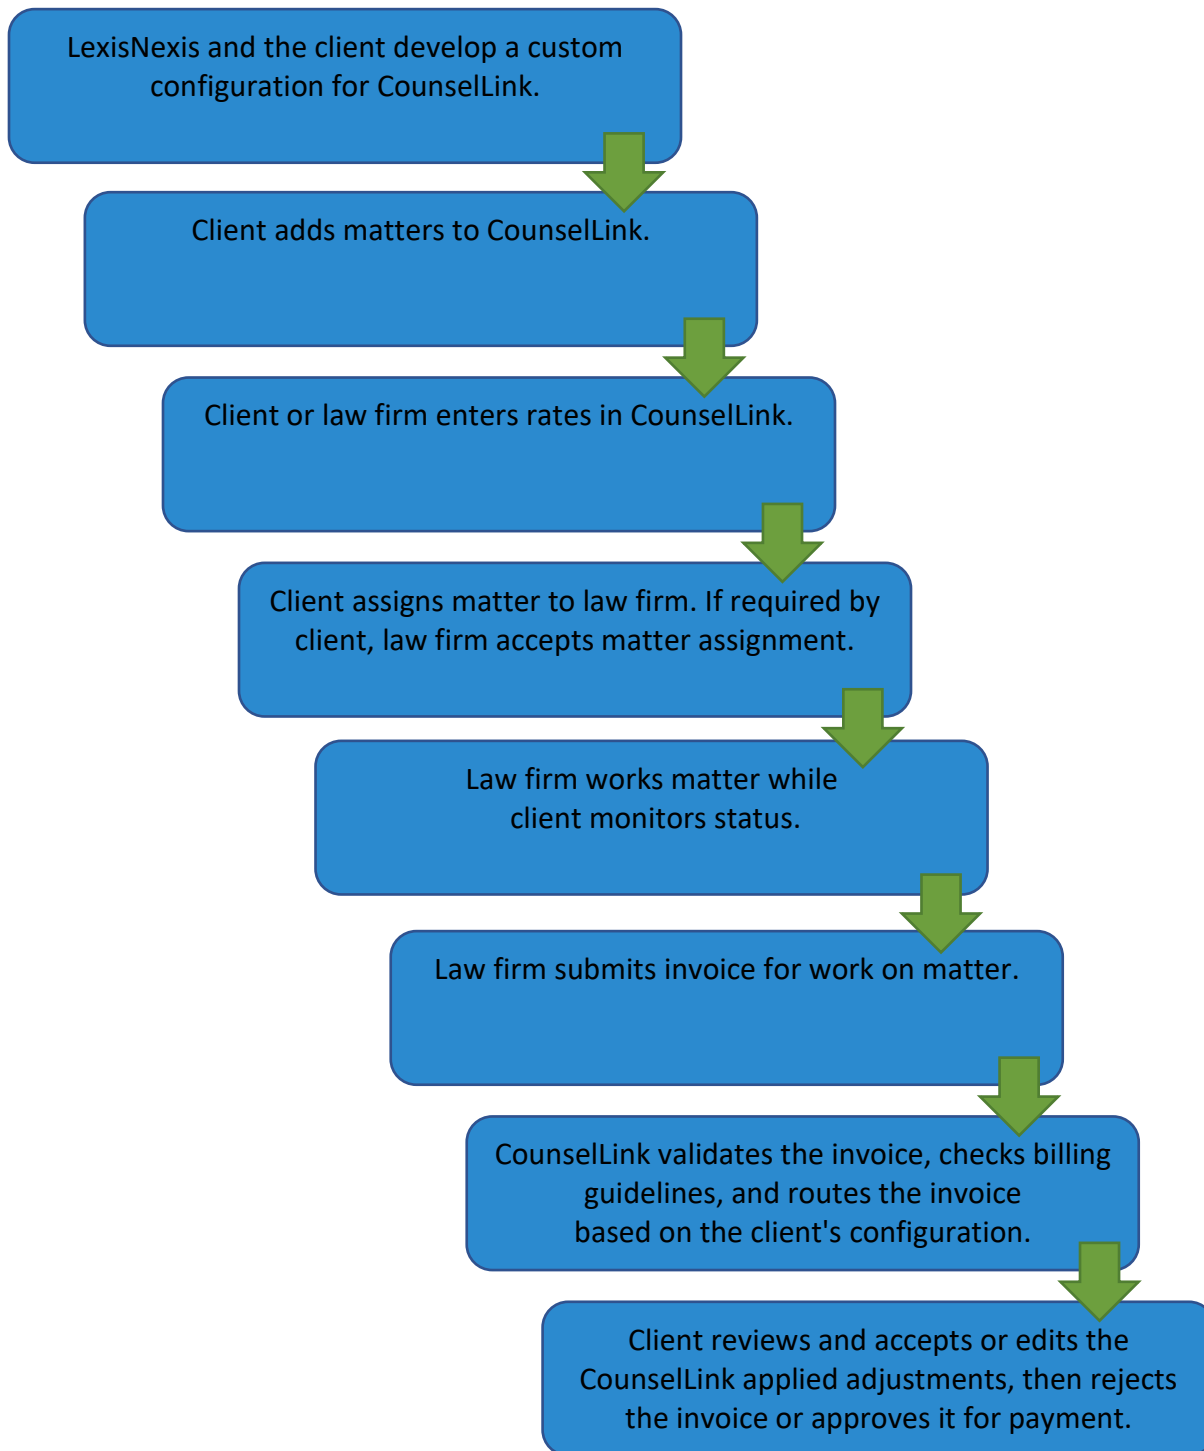 LexisNexis and the client develop a custom
configuration for CounselLink.
Client adds matters to CounselLink.
Client or law firm enters rates in CounselLink.
Client assigns matter to law firm. If required by
client, law firm accepts matter assignment.
Law firm works matter while
client monitors status.
Law firm submits invoice for work on matter.
CounselLink validates the invoice, checks billing
guidelines, and routes the invoice
based on the client's configuration.
Client reviews and accepts or edits the
CounselLink applied adjustments, then rejects
the invoice or approves it for payment.